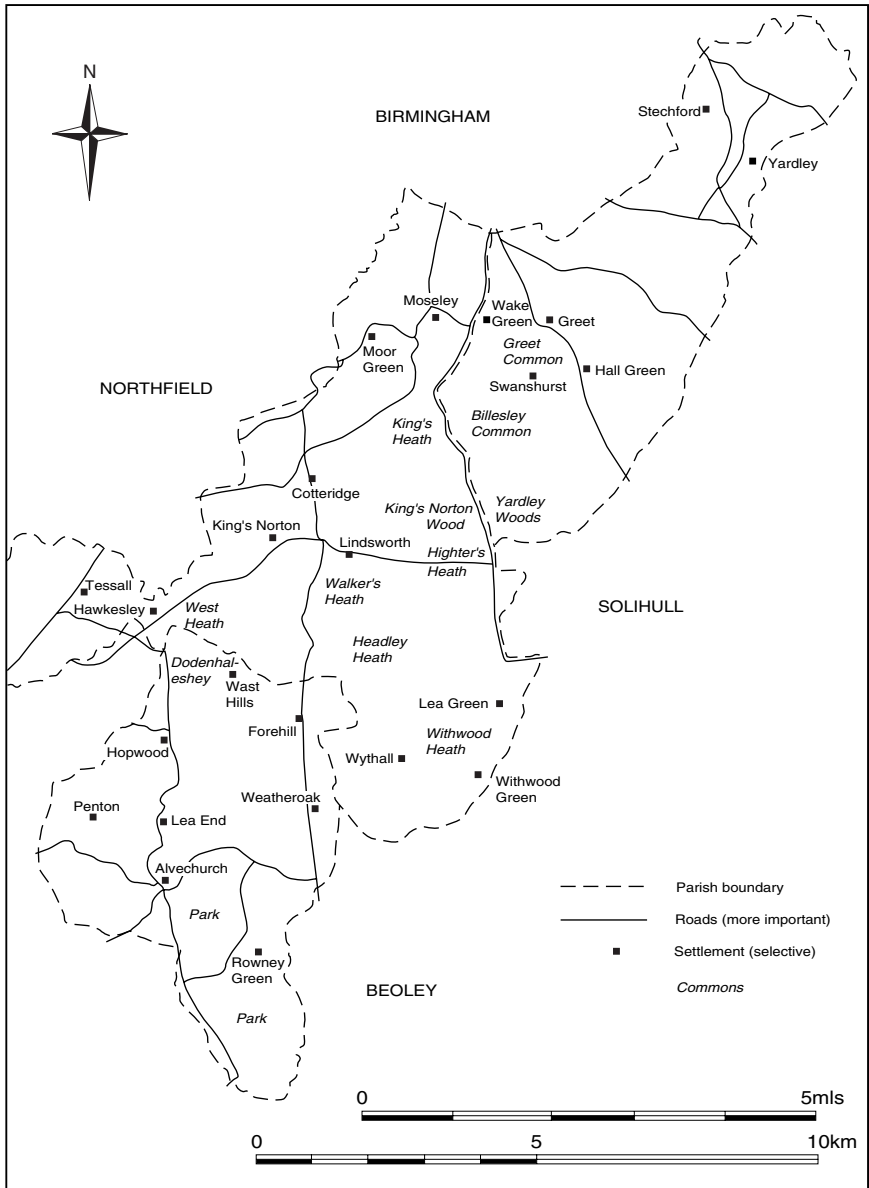 N
BIRMINGHAM
Stechford
Yardley
Moseley
Wake
Green
Greet
Moor
Green
Greet
Common
Hall Green
Swanshurst
NORTHFIELD
King's
Heath
Billesley
Common
Cotteridge
King's Norton
Wood
Yardley
Woods
King's Norton
Lindsworth
Highter's
Heath
Tessall
Hawkesley
West
Heath
Walker's
Heath
SOLIHULL
Headley
Heath
Dodenhal-
eshey
Wast
Hills
Lea Green
Forehill
Withwood
Heath
Hopwood
Wythall
Withwood
Green
Penton
Lea End
Weatheroak
Alvechurch
Park
Rowney
Green
Park
BEOLEY
Parish boundary
Roads (more important)
Settlement (selective)
Commons
0 5mls
0 5 10km